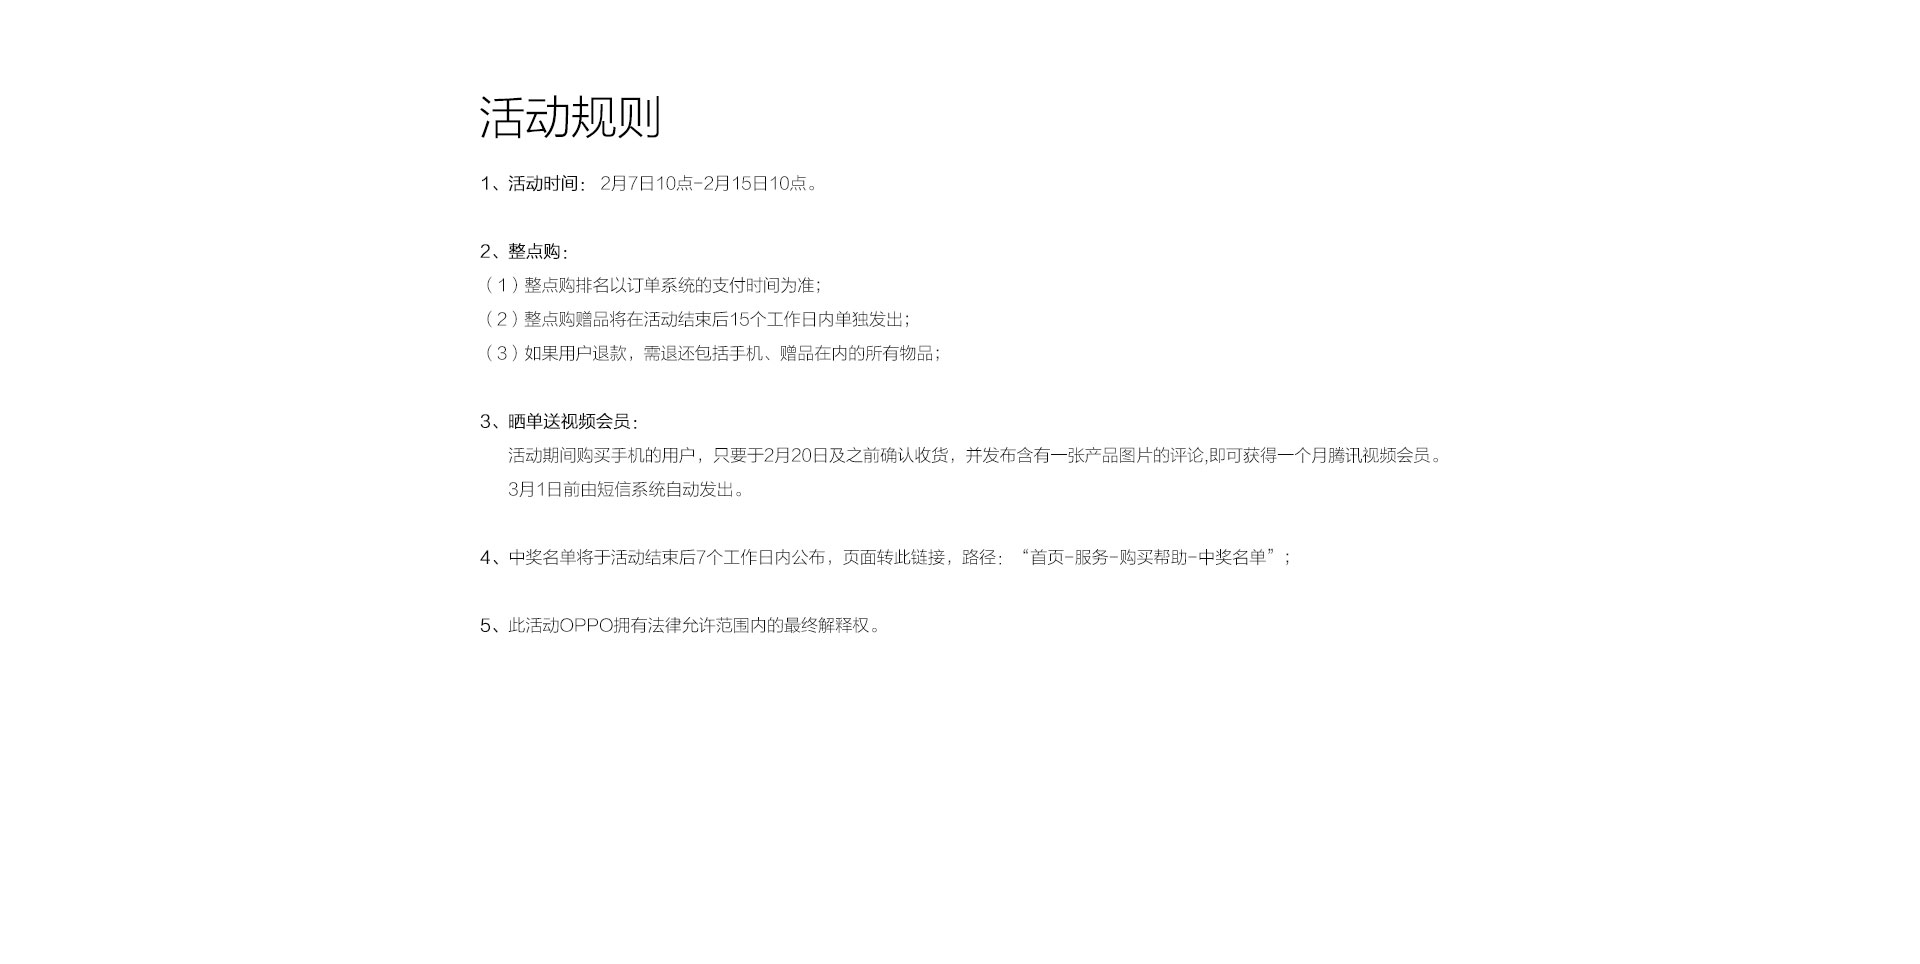 活动规则
1、活动时间： 2月7日10点-2月15日10点。
2、整点购：
（1）整点购排名以订单系统的支付时间为准；
（2）整点购赠品将在活动结束后15个工作日内单独发出；
（3）如果用户退款，需退还包括手机、赠品在内的所有物品；
3、晒单送视频会员：
活动期间购买手机的用户，只要于2月20日及之前确认收货，并发布含有一张产品图片的评论,即可获得一个月腾讯视频会员。
3月1日前由短信系统自动发出。
4、中奖名单将于活动结束后7个工作日内公布，页面转此链接，路径：“首页-服务-购买帮助-中奖名单”；
5、此活动OPPO拥有法律允许范围内的最终解释权。